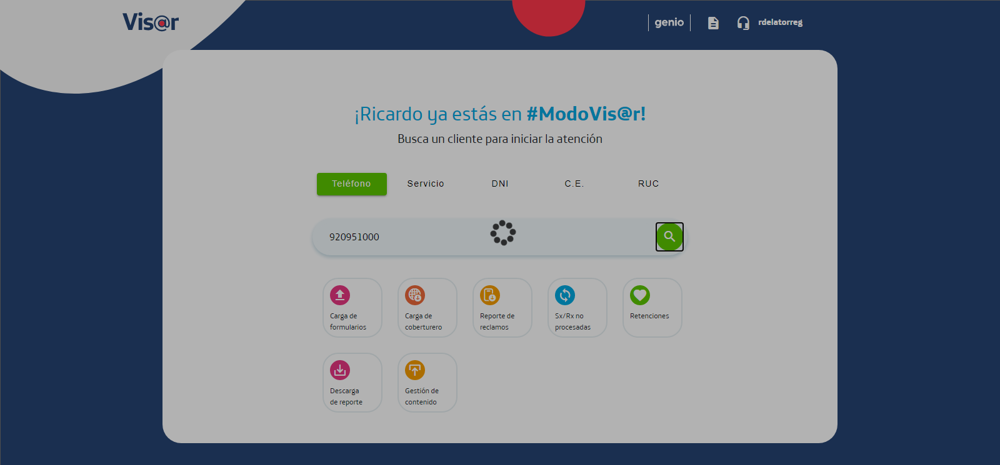 Vis@r
genio
rdelatorreg
¡Ricardo ya estás en #ModoVis@r!
Busca un cliente para iniciar la atención
Teléfono
Servicio
DNI
C.E.
RUC
920951000
Carga de
formularios
Carga de
coberturero
Reporte de
reclamos
Sx/Rx no
procesadas
Retenciones
Descarga
de reporte
Gestión de
contenido